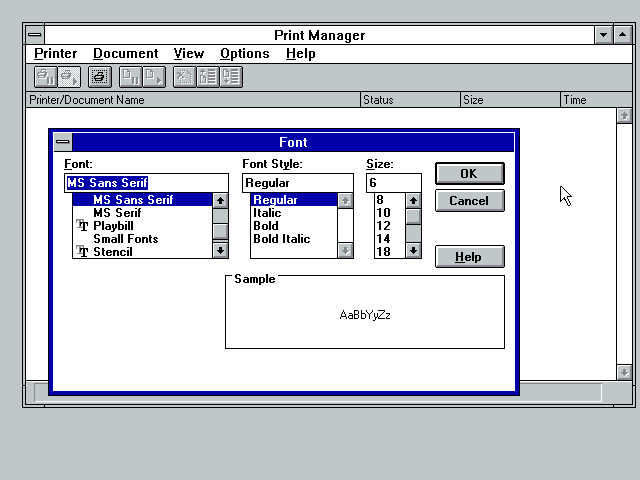 Print Manager
Printer Document View Options Help
Printer/Document Name Status Size Time
Font
Font: Font Style: Size:
MS Sans Serif Regular 6 OK
MS Sans Serif Regular 8 Cancel
MS Serif Italic 10
Playbill Bold 12
Small Fonts Bold Italic 14
Stencil 18 Help
Sample
AaBbYyZz